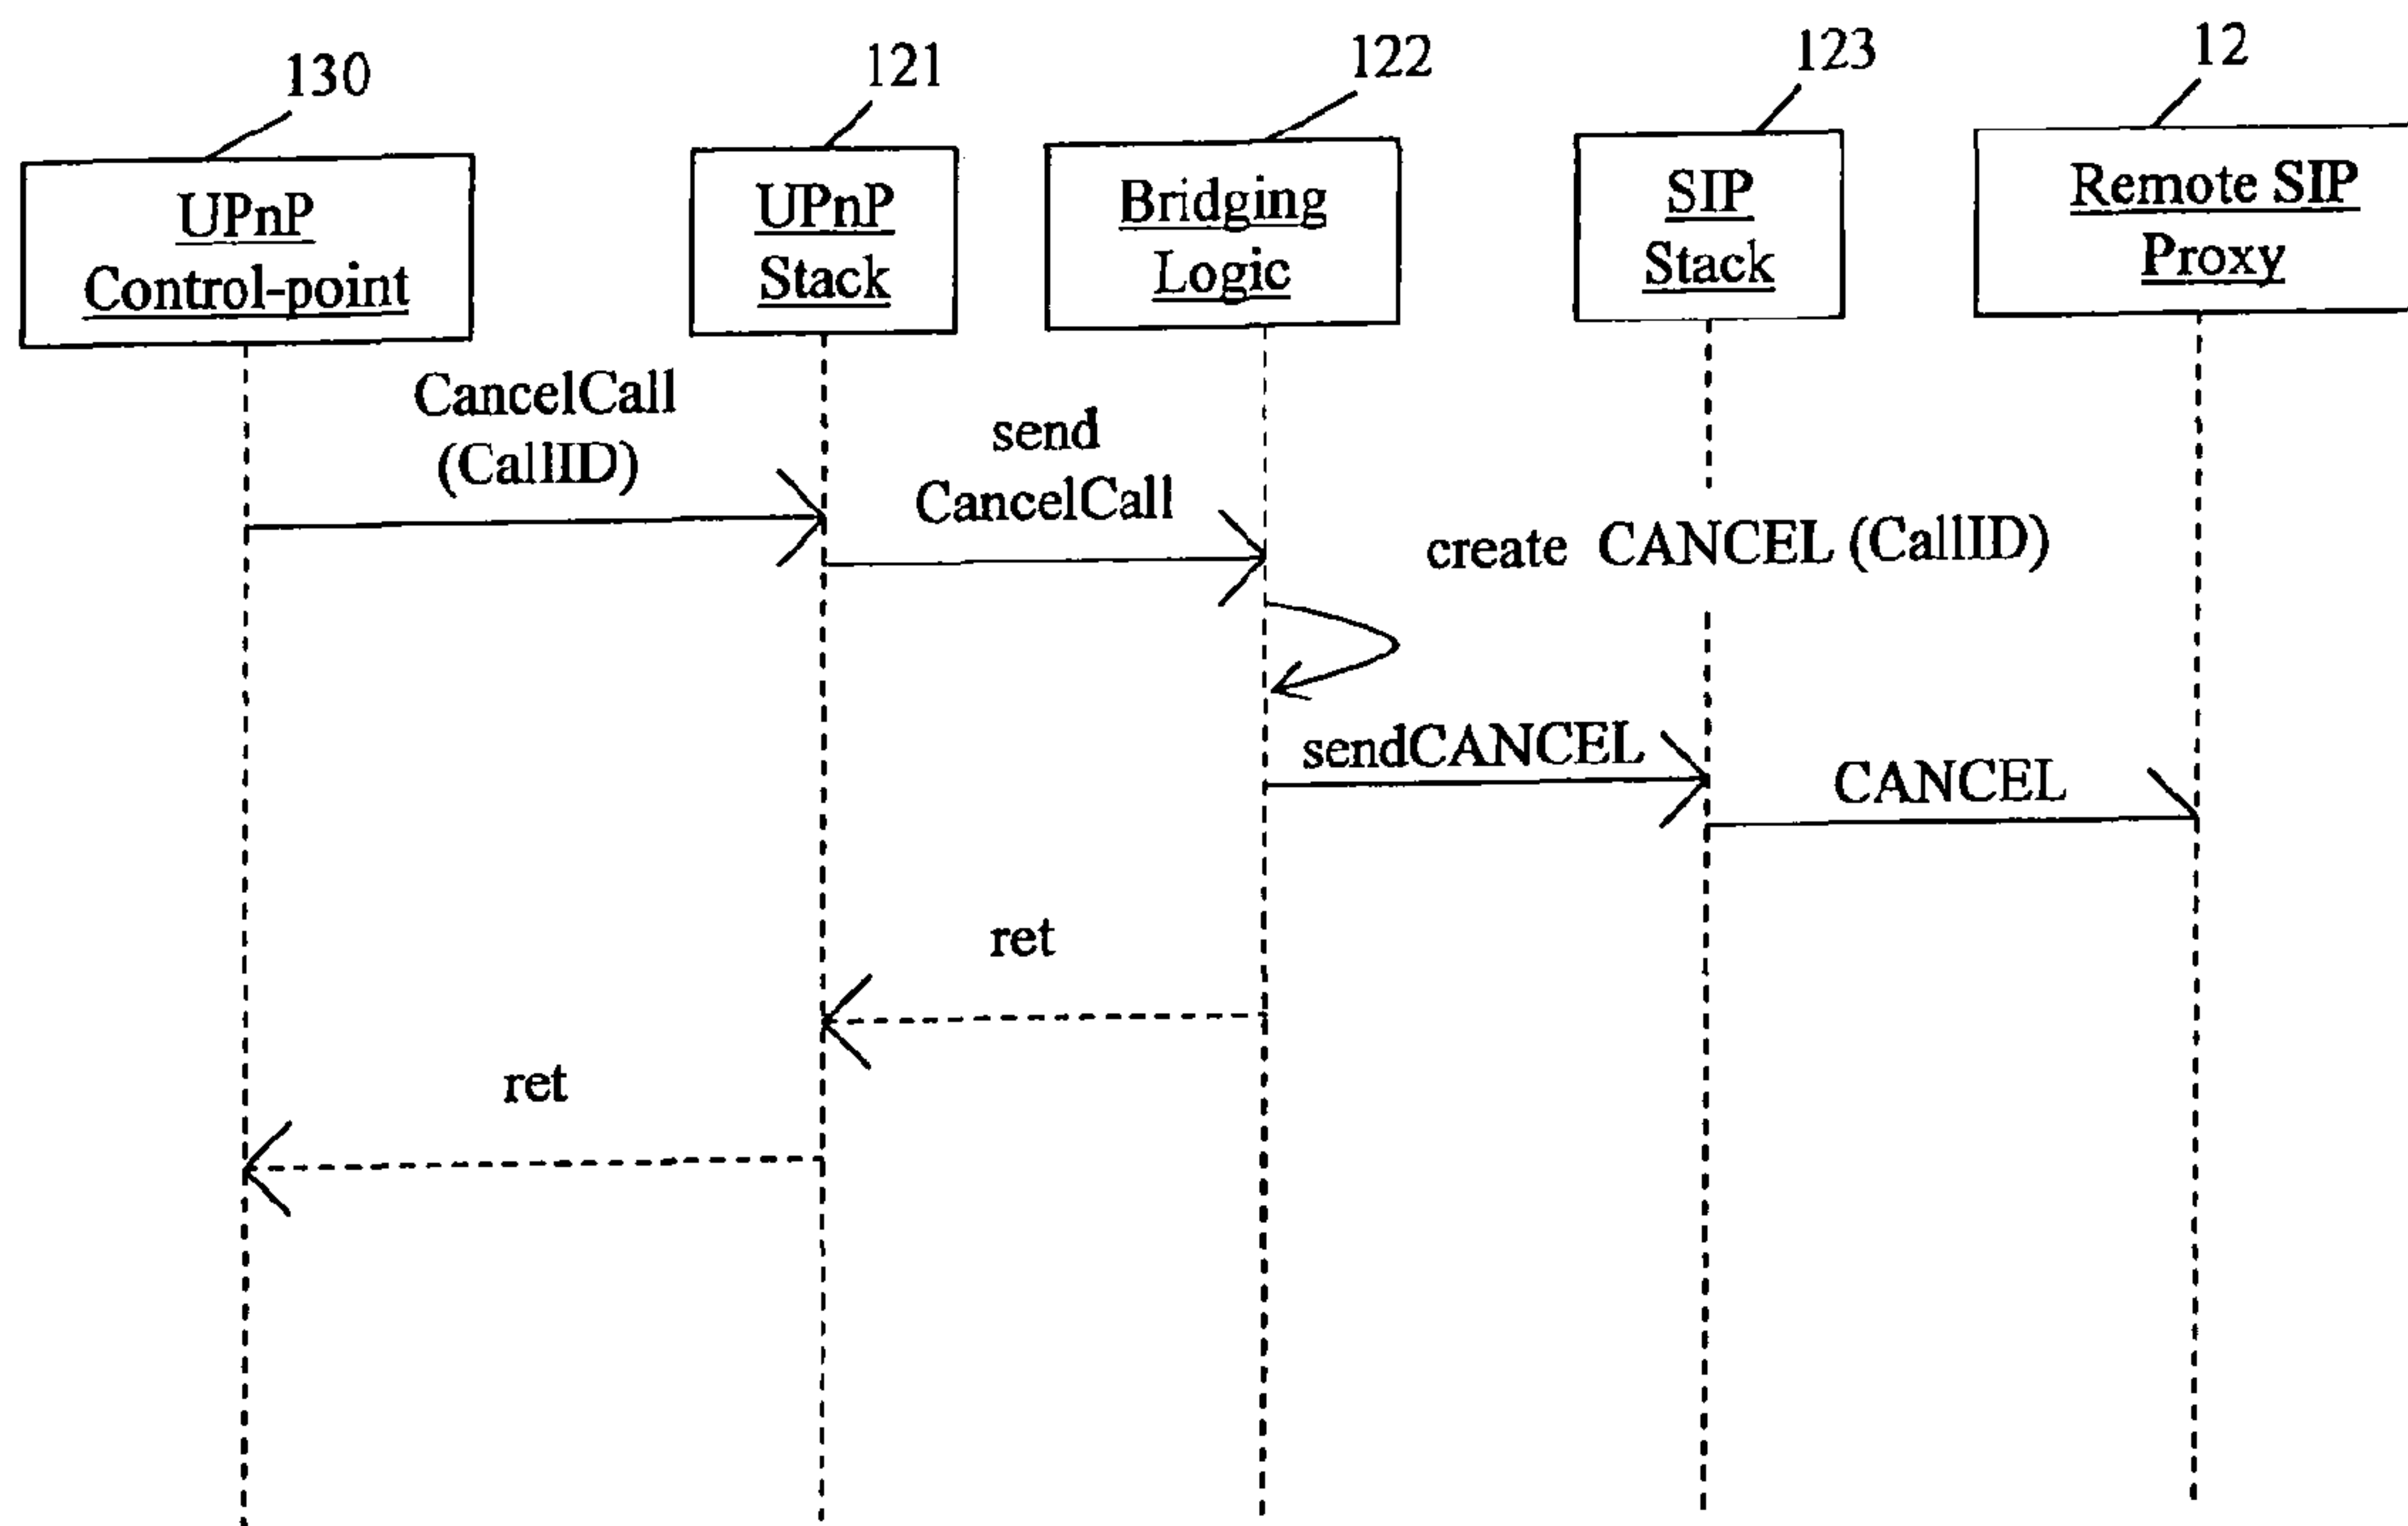 130
121
122
123
12
UPnP
Control-point
UPnP
Stack
Bridging
Logic
SIP
Stack
Remote SIP
Proxy
CancelCall
(CallID)
send
CancelCall
create CANCEL (CallID)
sendCANCEL
CANCEL
ret
ret